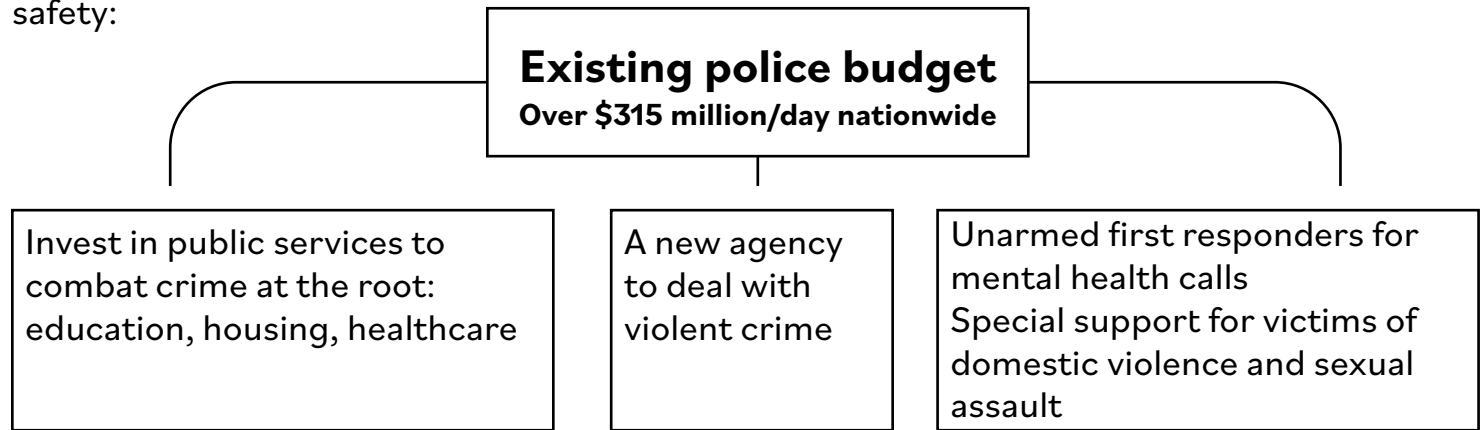 safety:
Existing police budget
Over $315 million/day nationwide
Invest in public services to
combat crime at the root:
education, housing, healthcare
A new agency
to deal with
violent crime
Unarmed first responders for
mental health calls
Special support for victims of
domestic violence and sexual
assault